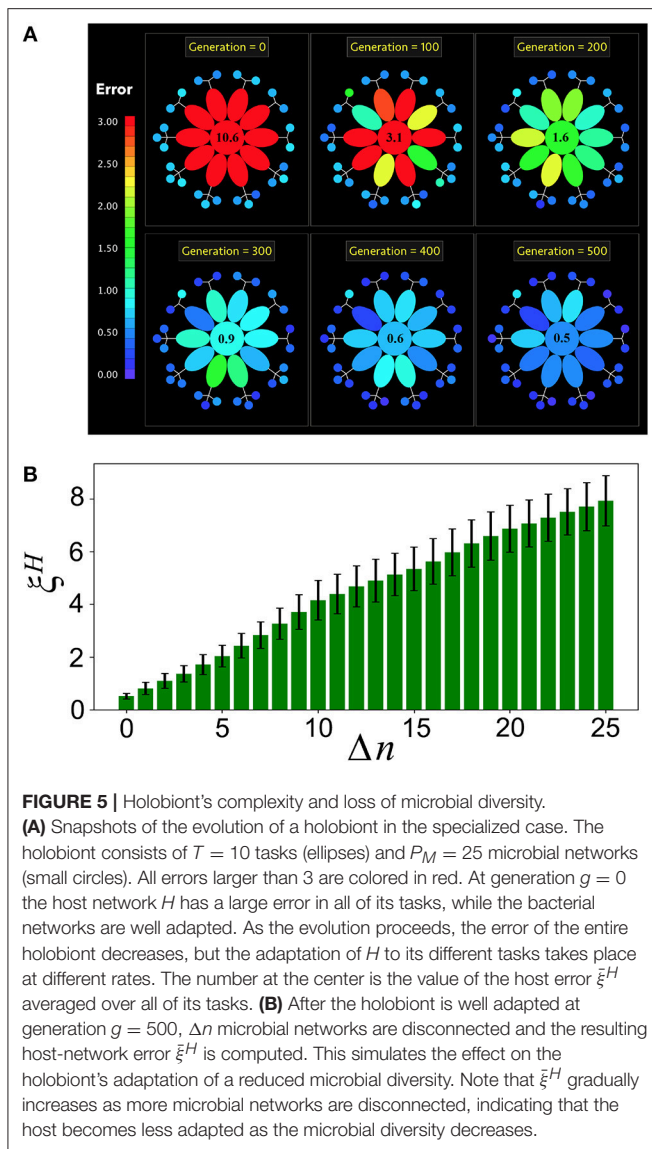 A
Generation = 0
Generation = 100
Generation = 200
Error
3.00
2.50
2.00
1.50
1.00
0.50
0.00
10.6
3.1
1.6
Generation = 300
Generation = 400
Generation = 500
0.9
0.6
0.5
B
8
6
4
2
0
ξ^H
0 5 10 15 20 25
Δn
FIGURE 5 | Holobiont's complexity and loss of microbial diversity.
(A) Snapshots of the evolution of a holobiont in the specialized case. The
holobiont consists of T = 10 tasks (ellipses) and P_M = 25 microbial networks
(small circles). All errors larger than 3 are colored in red. At generation g = 0
the host network H has a large error in all of its tasks, while the bacterial
networks are well adapted. As the evolution proceeds, the error of the entire
holobiont decreases, but the adaptation of H to its different tasks takes place
at different rates. The number at the center is the value of the host error ξ̄^H
averaged over all of its tasks. (B) After the holobiont is well adapted at
generation g = 500, Δn microbial networks are disconnected and the resulting
host-network error ξ̄^H is computed. This simulates the effect on the
holobiont's adaptation of a reduced microbial diversity. Note that ξ̄^H gradually
increases as more microbial networks are disconnected, indicating that the
host becomes less adapted as the microbial diversity decreases.